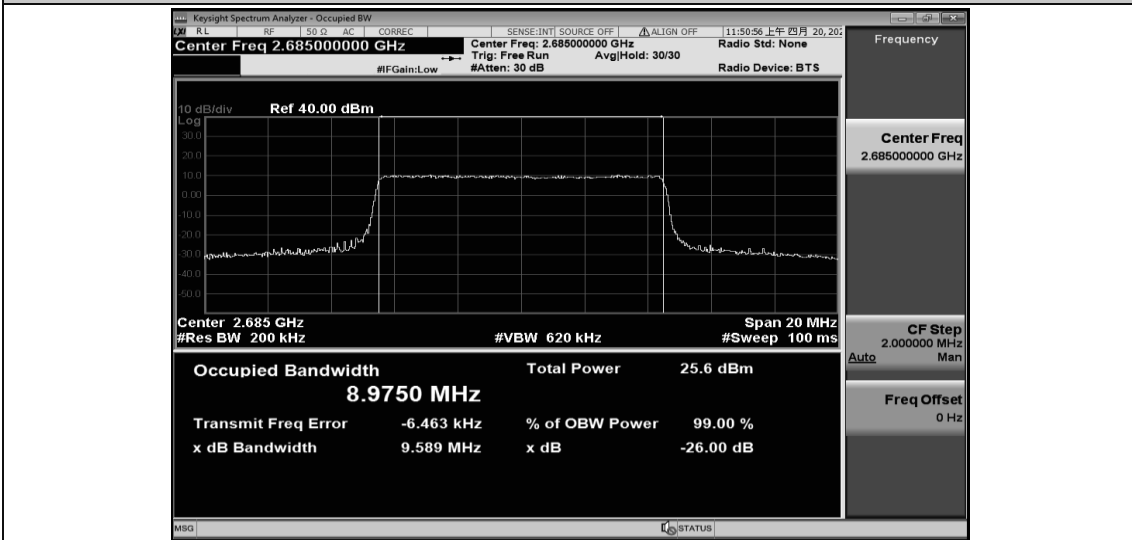 Keysight Spectrum Analyzer - Occupied BW
LXI RL RF 50 Ω AC CORREC SENSE:INT SOURCE OFF ⚠ALIGN OFF 11:50:56 上午 四月 20, 202
Center Freq 2.685000000 GHz
Center Freq: 2.685000000 GHz Radio Std: None
Trig: Free Run Avg|Hold: 30/30
#IFGain:Low #Atten: 30 dB Radio Device: BTS
10 dB/div Ref 40.00 dBm
Log
30.0
20.0
10.0
0.00
-10.0
-20.0
-30.0
-40.0
-50.0
Center 2.685 GHz Span 20 MHz
#Res BW 200 kHz #VBW 620 kHz #Sweep 100 ms
Occupied Bandwidth Total Power 25.6 dBm
8.9750 MHz
Transmit Freq Error -6.463 kHz % of OBW Power 99.00 %
x dB Bandwidth 9.589 MHz x dB -26.00 dB
MSG STATUS
Frequency
Center Freq
2.685000000 GHz
CF Step
2.000000 MHz
Auto Man
Freq Offset
0 Hz